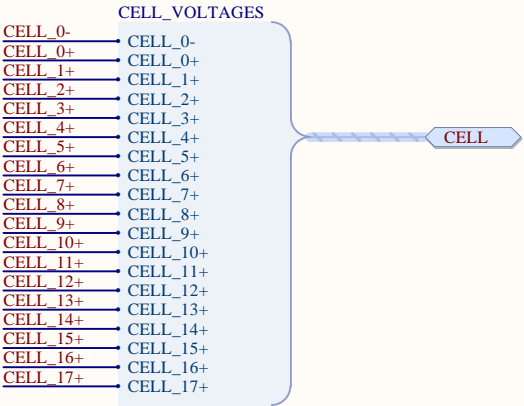 CELL_VOLTAGES
CELL_0- CELL_0-
CELL_0+ CELL_0+
CELL_1+ CELL_1+
CELL_2+ CELL_2+
CELL_3+ CELL_3+
CELL_4+ CELL_4+ CELL
CELL_5+ CELL_5+
CELL_6+ CELL_6+
CELL_7+ CELL_7+
CELL_8+ CELL_8+
CELL_9+ CELL_9+
CELL_10+ CELL_10+
CELL_11+ CELL_11+
CELL_12+ CELL_12+
CELL_13+ CELL_13+
CELL_14+ CELL_14+
CELL_15+ CELL_15+
CELL_16+ CELL_16+
CELL_17+ CELL_17+